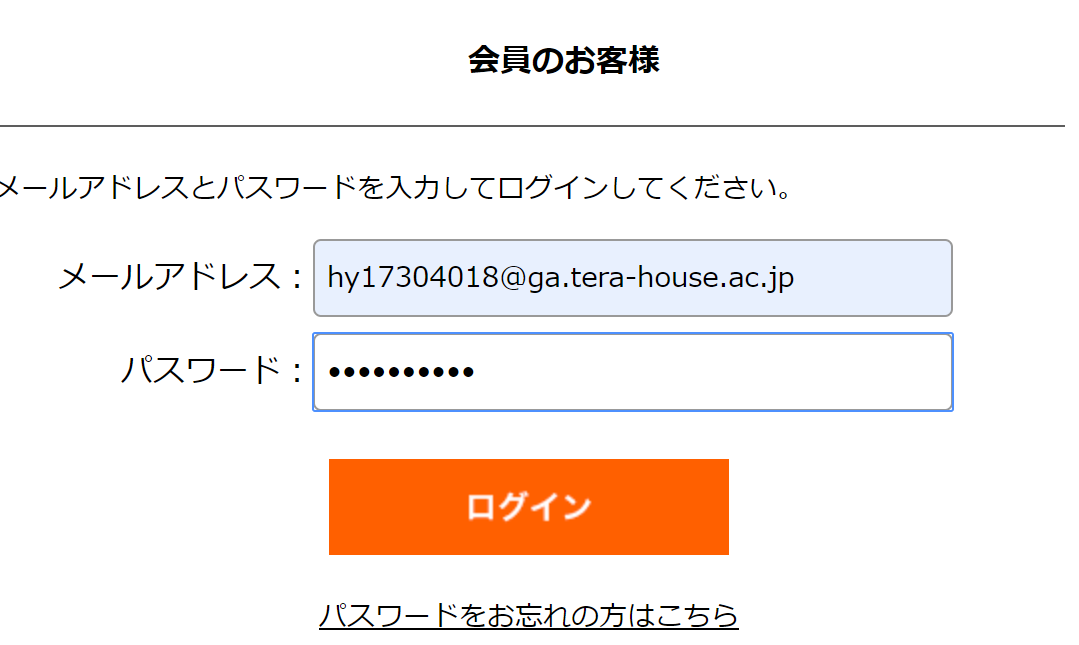 会員のお客様
メールアドレスとパスワードを入力してログインしてください。
メールアドレス： hy17304018@ga.tera-house.ac.jp
パスワード： ••••••••••
ログイン
パスワードをお忘れの方はこちら